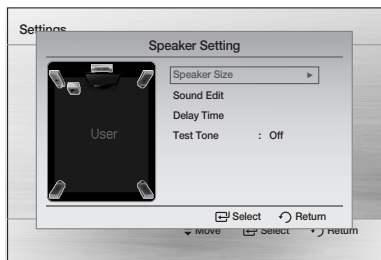 Settings
Speaker Setting
Speaker Size ►
Sound Edit
Delay Time
Test Tone : Off
User
Select Return
Move Select Return